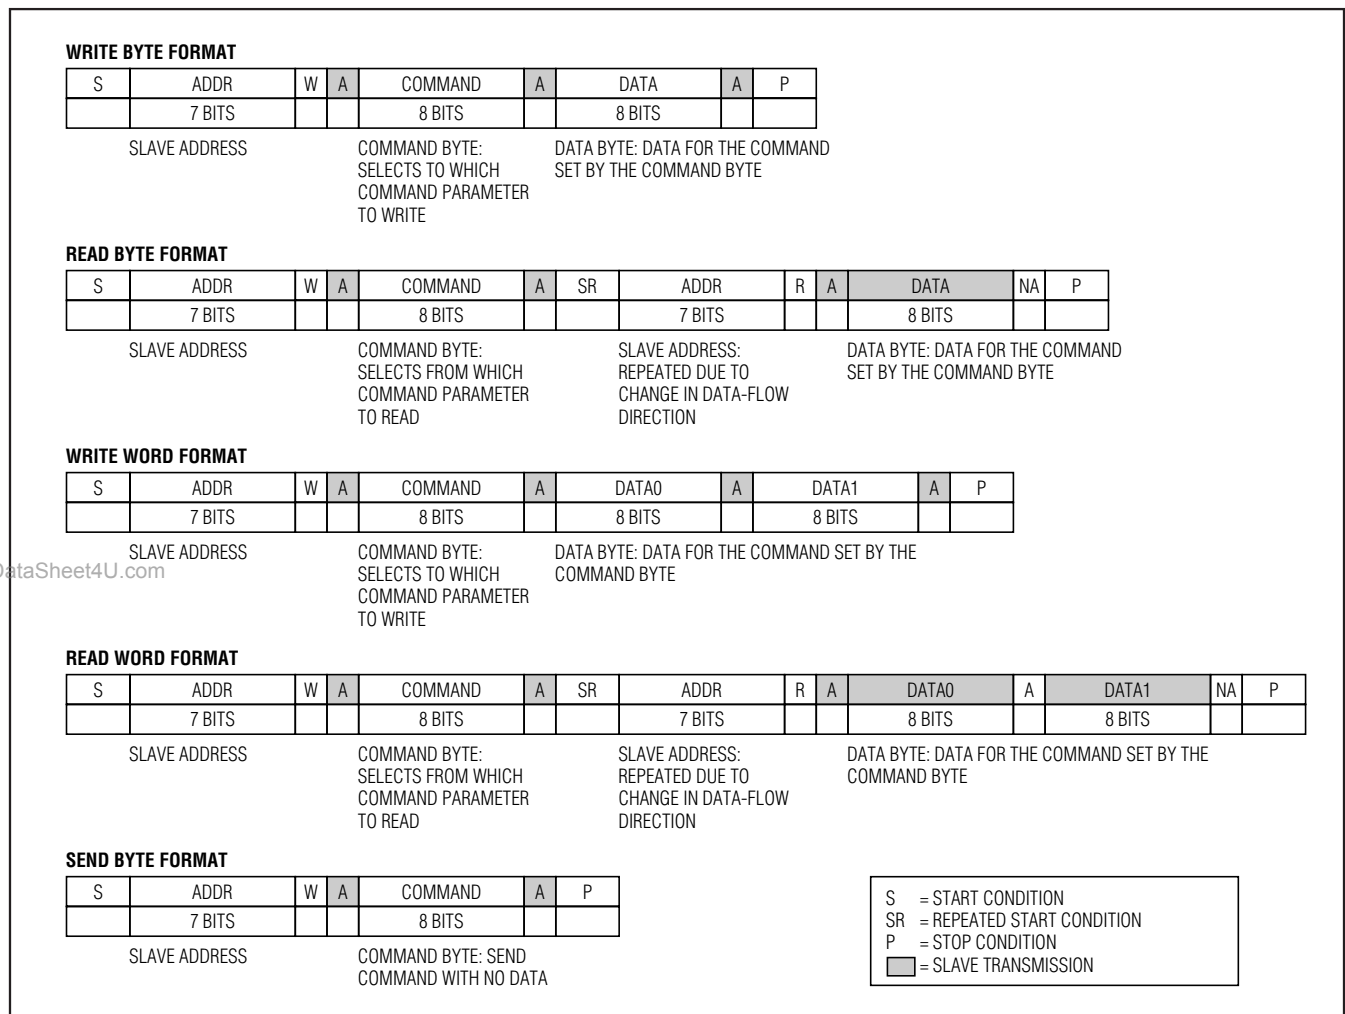 WRITE BYTE FORMAT
S ADDR W A COMMAND A DATA A P
7 BITS 8 BITS 8 BITS
SLAVE ADDRESS
COMMAND BYTE:
SELECTS TO WHICH
COMMAND PARAMETER
TO WRITE
DATA BYTE: DATA FOR THE COMMAND
SET BY THE COMMAND BYTE
READ BYTE FORMAT
S ADDR W A COMMAND A SR ADDR R A DATA NA P
7 BITS 8 BITS 7 BITS 8 BITS
SLAVE ADDRESS
COMMAND BYTE:
SELECTS FROM WHICH
COMMAND PARAMETER
TO READ
SLAVE ADDRESS:
REPEATED DUE TO
CHANGE IN DATA-FLOW
DIRECTION
DATA BYTE: DATA FOR THE COMMAND
SET BY THE COMMAND BYTE
WRITE WORD FORMAT
S ADDR W A COMMAND A DATA0 A DATA1 A P
7 BITS 8 BITS 8 BITS 8 BITS
SLAVE ADDRESS
COMMAND BYTE:
SELECTS TO WHICH
COMMAND PARAMETER
TO WRITE
DATA BYTE: DATA FOR THE COMMAND SET BY THE
COMMAND BYTE
DataSheet4U.com
READ WORD FORMAT
S ADDR W A COMMAND A SR ADDR R A DATA0 A DATA1 NA P
7 BITS 8 BITS 7 BITS 8 BITS 8 BITS
SLAVE ADDRESS
COMMAND BYTE:
SELECTS FROM WHICH
COMMAND PARAMETER
TO READ
SLAVE ADDRESS:
REPEATED DUE TO
CHANGE IN DATA-FLOW
DIRECTION
DATA BYTE: DATA FOR THE COMMAND SET BY THE
COMMAND BYTE
SEND BYTE FORMAT
S ADDR W A COMMAND A P
7 BITS 8 BITS
SLAVE ADDRESS
COMMAND BYTE: SEND
COMMAND WITH NO DATA
S = START CONDITION
SR = REPEATED START CONDITION
P = STOP CONDITION
= SLAVE TRANSMISSION